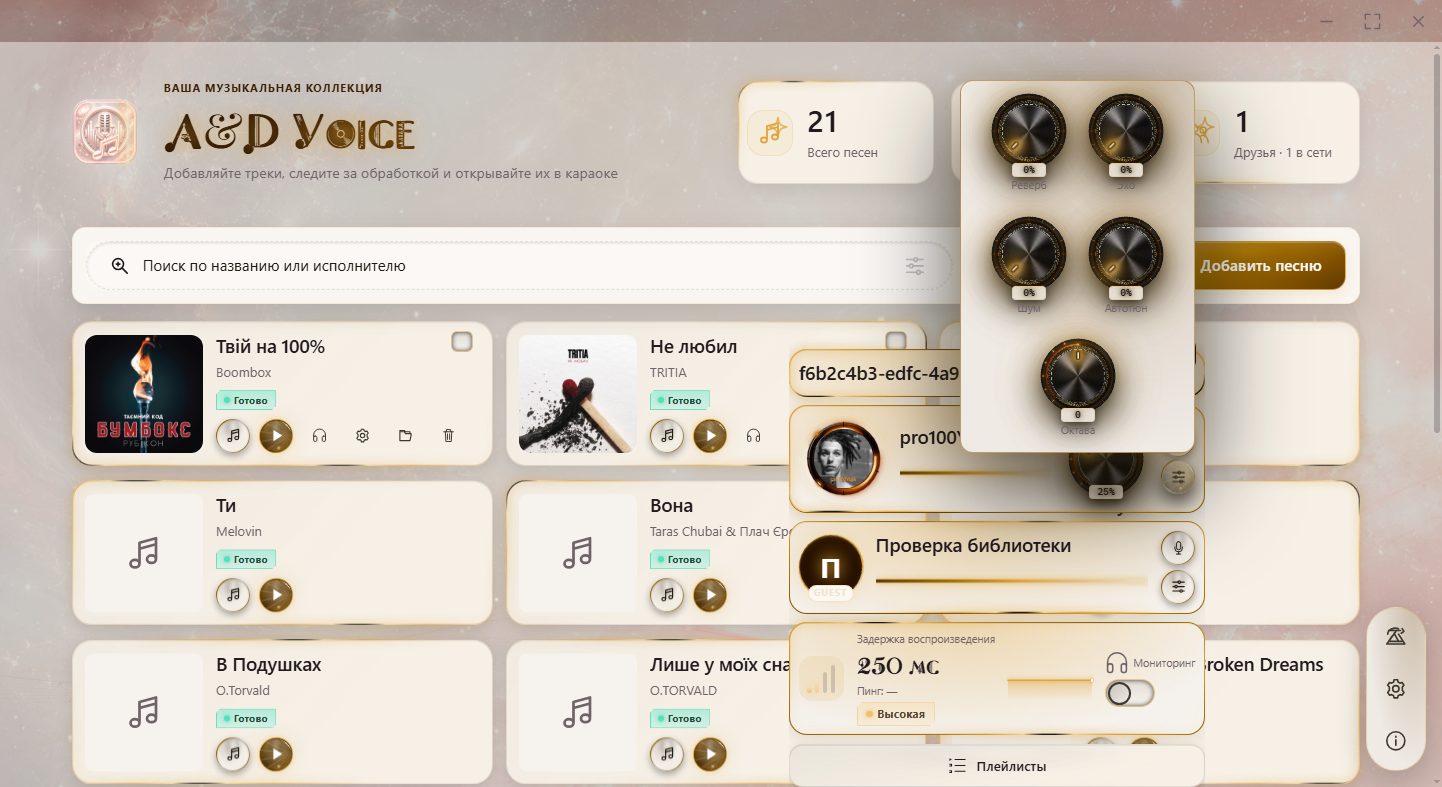 ВАША МУЗЫКАЛЬНАЯ КОЛЛЕКЦИЯ
A&D Voice
Добавляйте треки, следите за обработкой и открывайте их в караоке
21
Всего песен
1
Друзья · 1 в сети
0%
Реверб
0%
Эхо
0%
Шум
0%
Автотюн
0
Октава
Поиск по названию или исполнителю
Добавить песню
Твій на 100%
Boombox
Готово
ТАЄМНИЙ КОД
БУМБОКС
РУБІКОН
Не любил
TRITIA
Готово
TRITIA
f6b2c4b3-edfc-4a9
pro100
25%
Ти
Melovin
Готово
Вона
Taras Chubai & Плач
Готово
Проверка библиотеки
П
GUEST
Задержка воспроизведения
250 мс
Пинг: —
Высокая
Мониторинг
В Подушках
O.Torvald
Готово
Лише у моїх
O.TORVALD
Готово
Broken Dreams
Плейлисты